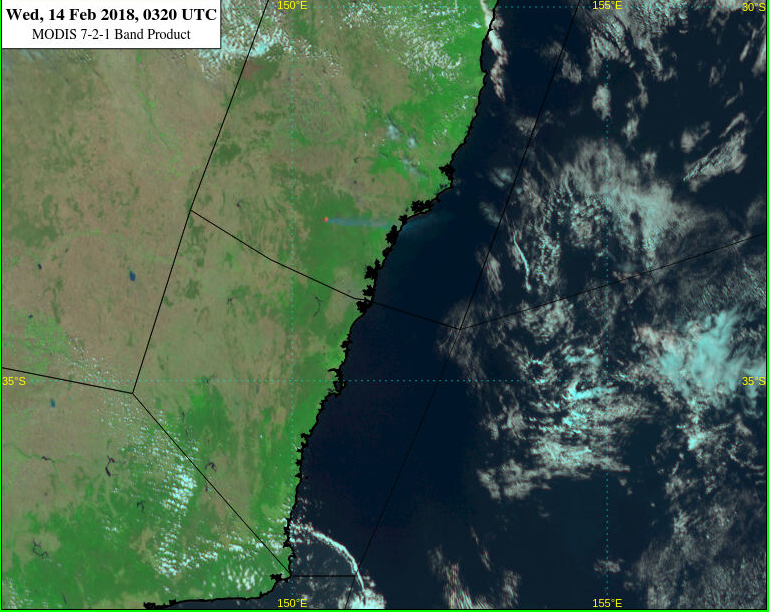 Wed, 14 Feb 2018, 0320 UTC
MODIS 7-2-1 Band Product
150°E
155°E
30°S
35°S
35°S
150°E
155°E